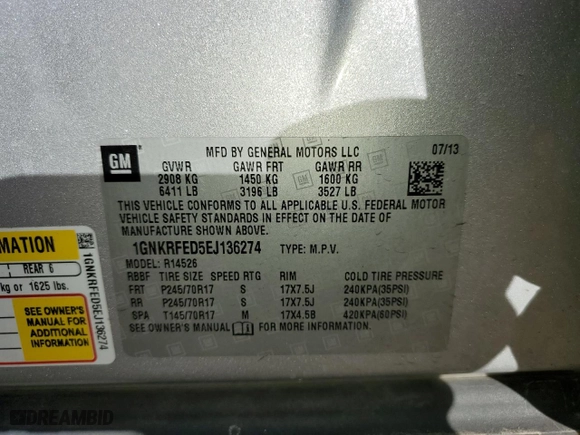 GM
MFD BY GENERAL MOTORS LLC 07/13
GVWR GAWR FRT GAWR RR
2908 KG 1450 KG 1600 KG
6411 LB 3196 LB 3527 LB
THIS VEHICLE CONFORMS TO ALL APPLICABLE U.S. FEDERAL MOTOR
VEHICLE SAFETY STANDARDS IN EFFECT ON THE DATE OF
MANUFACTURE SHOWN ABOVE.
1GNKRFED5EJ136274 TYPE: M.P.V.
MODEL: R14526
TIRE SIZE SPEED RTG RIM COLD TIRE PRESSURE
FRT P245/70R17 S 17X7.5J 240KPA(35PSI)
RR P245/70R17 S 17X7.5J 240KPA(35PSI)
SPA T145/70R17 M 17X4.5B 420KPA(60PSI)
SEE OWNER'S MANUAL FOR MORE INFORMATION.
MATION
REAR 6
kg or 1625 lbs.
SEE OWNER'S
MANUAL FOR
ADDITIONAL
INFORMATION
1GNKRFED5EJ136274
DREAMBID